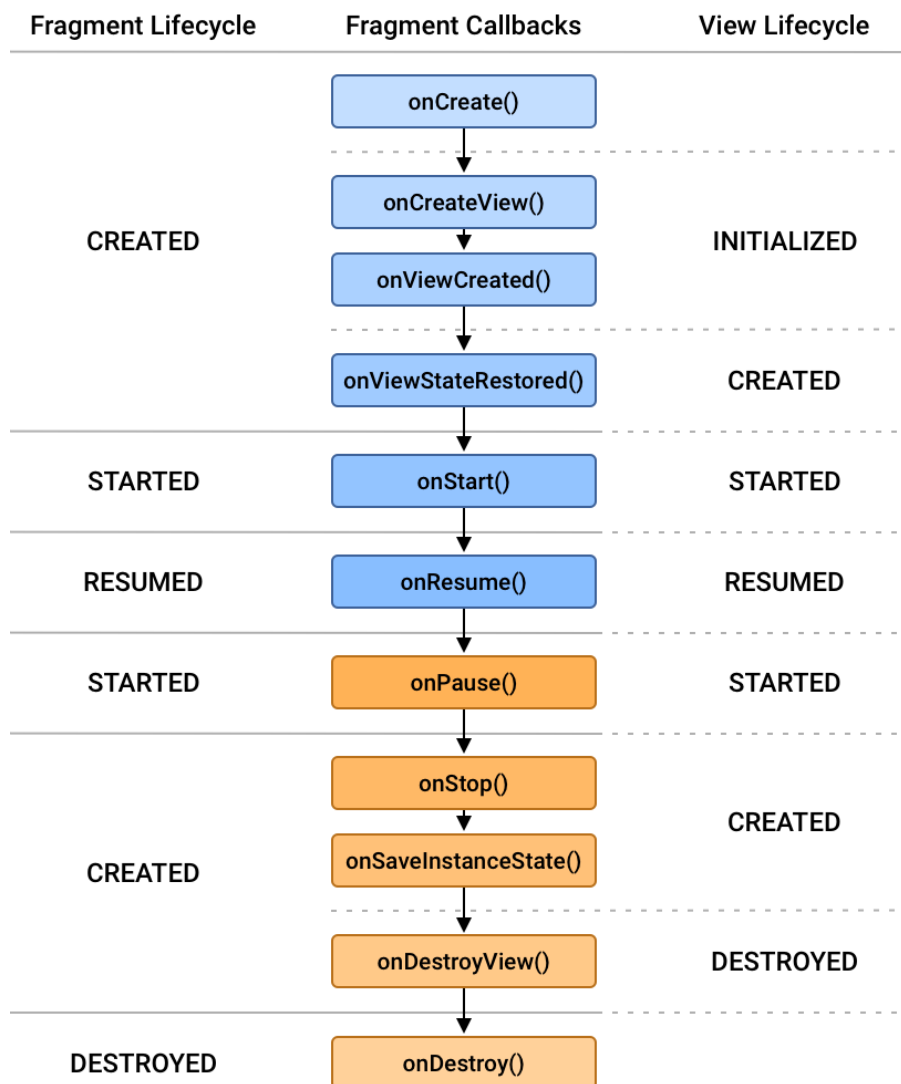 Fragment Lifecycle Fragment Callbacks View Lifecycle
onCreate()
onCreateView()
CREATED INITIALIZED
onViewCreated()
onViewStateRestored() CREATED
STARTED onStart() STARTED
RESUMED onResume() RESUMED
STARTED onPause() STARTED
onStop()
CREATED
onSaveInstanceState()
CREATED
onDestroyView() DESTROYED
DESTROYED onDestroy()